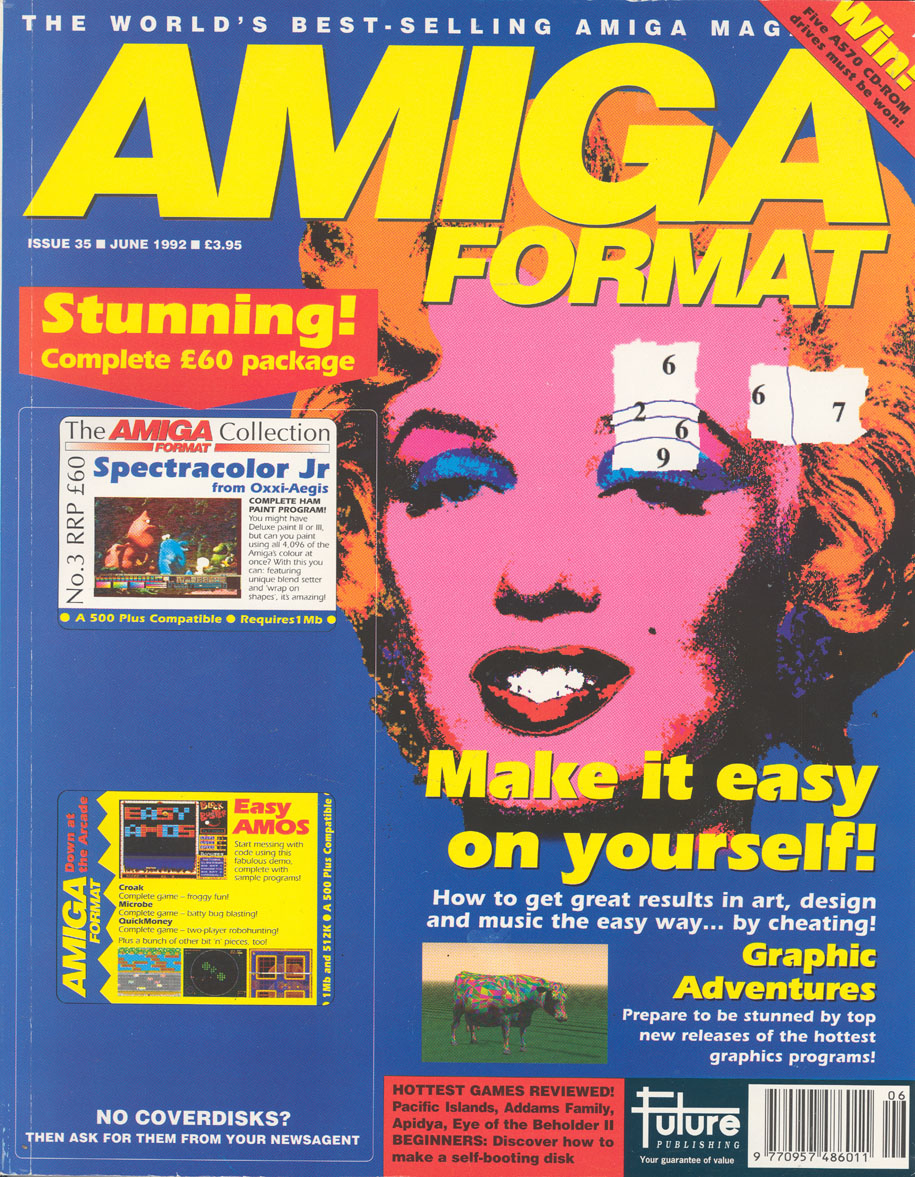 THE WORLD'S BEST-SELLING AMIGA MAG
Win:
Five A570 CD-ROM
drives must be won!
AMIGA
FORMAT
ISSUE 35 ■ JUNE 1992 ■ £3.95
Stunning!
Complete £60 package
6
2
6
9
6
7
The AMIGA Collection
FORMAT
No.3 RRP £60
Spectracolor Jr
from Oxxi-Aegis
COMPLETE HAM
PAINT PROGRAM!
You might have
Deluxe paint II or III,
but can you paint
using all 4,096 of the
Amiga's colour at
once? With this you
can: featuring
unique blend setter
and 'wrap on
shapes', it's amazing!
● A 500 Plus Compatible ● Requires1Mb ●
Make it easy
on yourself!
How to get great results in art, design
and music the easy way... by cheating!
Graphic
Adventures
Prepare to be stunned by top
new releases of the hottest
graphics programs!
AMIGA
FORMAT
Down at
the Arcade
EASY
AMOS
Easy
AMOS
Start messing with
code using this
fabulous demo,
complete with
sample programs!
Croak
Complete game – froggy fun!
Microbe
Complete game – batty bug blasting!
QuickMoney
Complete game – two-player robohunting!
Plus a bunch of other bit 'n' pieces, too!
1Mb and 512K ● A 500 Plus Compatible
NO COVERDISKS?
THEN ASK FOR THEM FROM YOUR NEWSAGENT
HOTTEST GAMES REVIEWED!
Pacific Islands, Addams Family,
Apidya, Eye of the Beholder II
BEGINNERS: Discover how to
make a self-booting disk
Future
PUBLISHING
Your guarantee of value
06
9 770957 486011